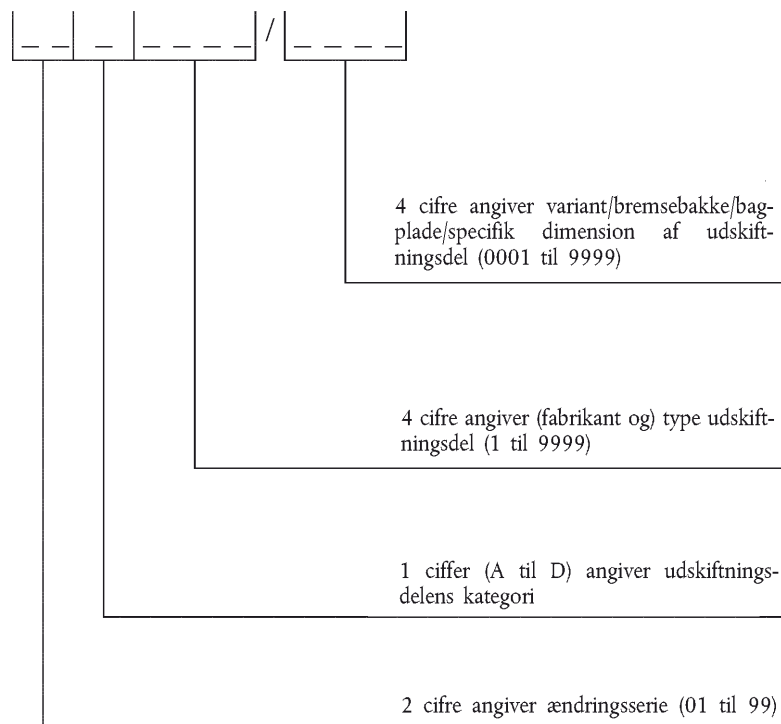 _ _ _ _ _ _ _ / _ _ _ _
4 cifre angiver variant/bremsebakke/bag-
plade/specifik dimension af udskift-
ningsdel (0001 til 9999)
4 cifre angiver (fabrikant og) type udskift-
ningsdel (1 til 9999)
1 ciffer (A til D) angiver udskiftnings-
delens kategori
2 cifre angiver ændringsserie (01 til 99)